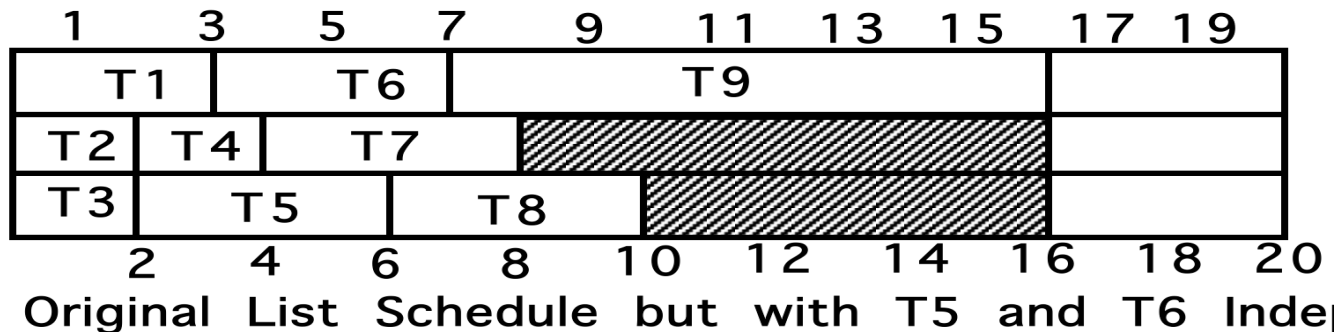 1 3 5 7 9 11 13 15 17 19
T1 T6 T9
T2 T4 T7
T3 T5 T8
2 4 6 8 10 12 14 16 18 20
Original List Schedule but with T5 and T6 Inde